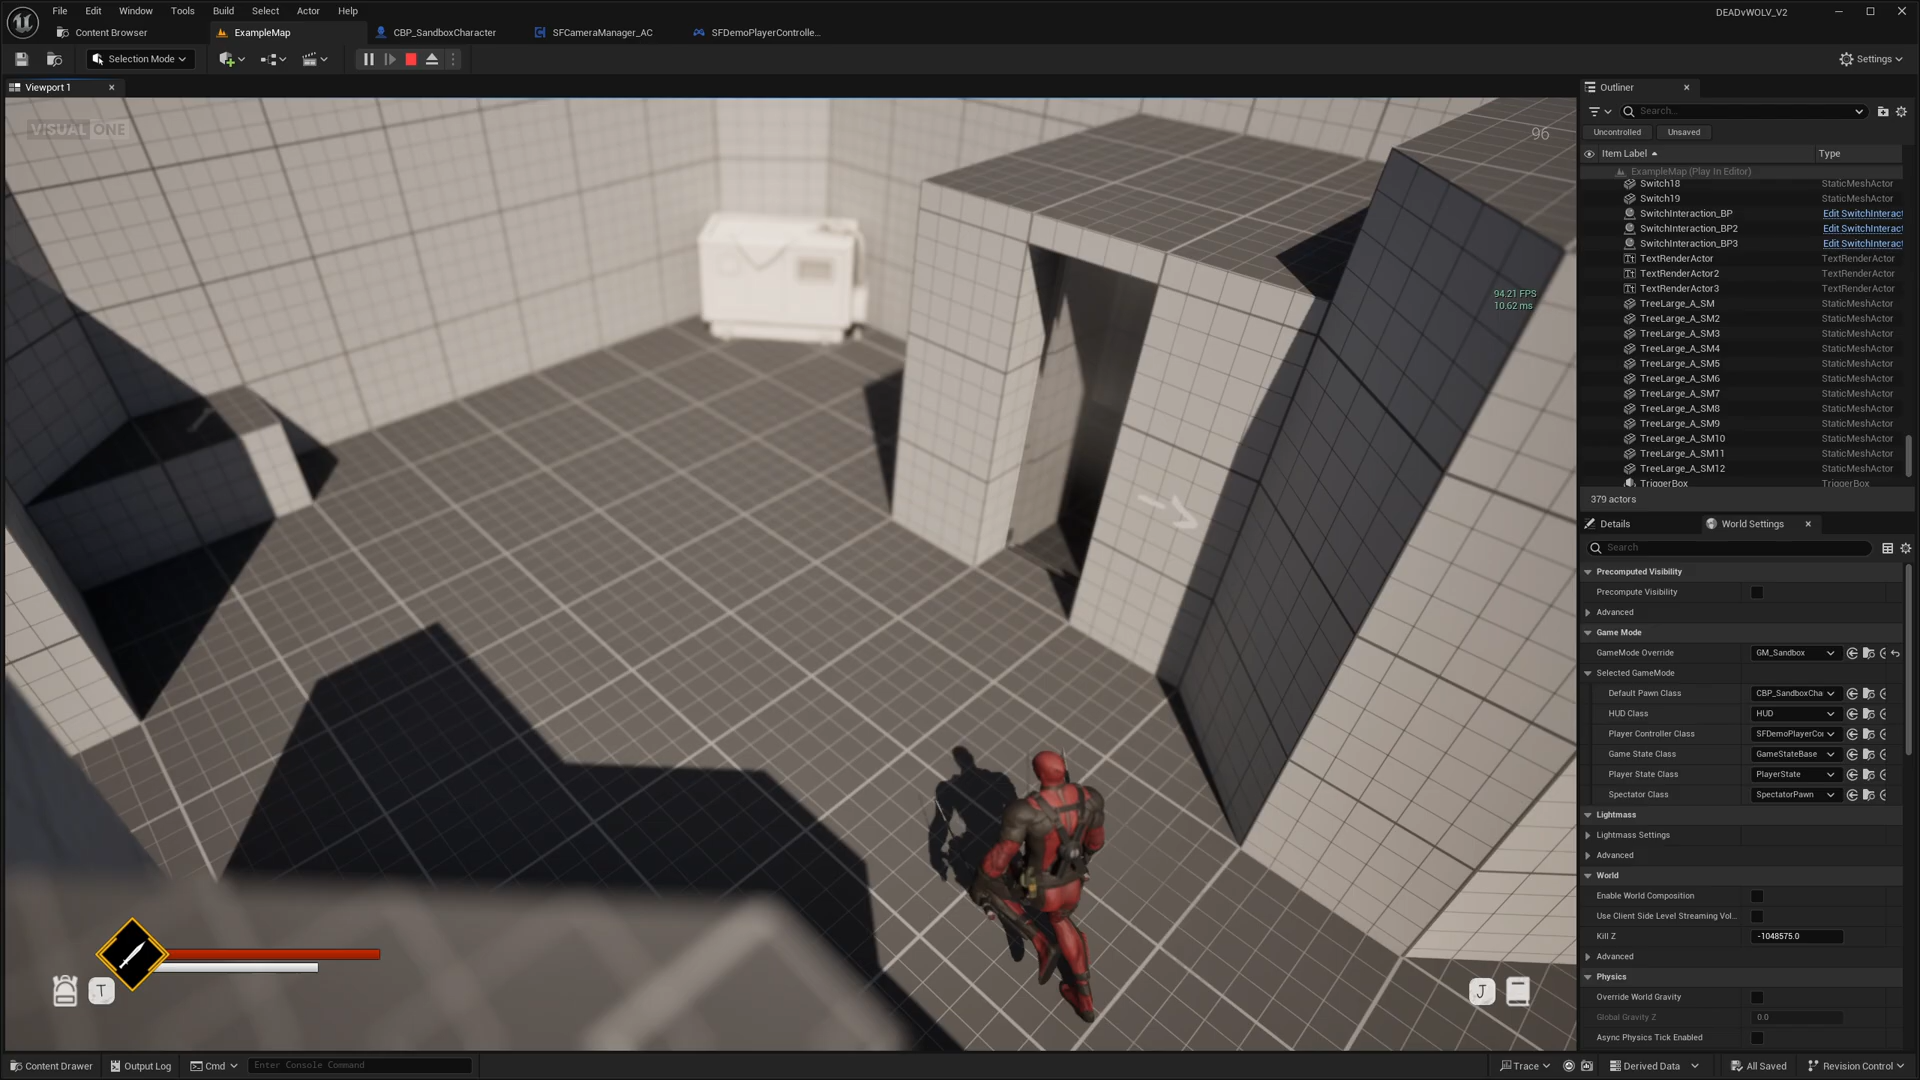 File Edit Window Tools Build Select Actor Help
DEADvWOLV_V2
Content Browser
ExampleMap
CBP_SandboxCharacter
SFCameraManager_AC
SFDemoPlayerControlle...
Selection Mode
Settings
Viewport 1
VISUAL ONE
96
94.21 FPS
10.62 ms
T
J
Outliner
Search...
Uncontrolled Unsaved
Item Label Type
ExampleMap (Play In Editor)
Switch18 StaticMeshActor
Switch19 StaticMeshActor
SwitchInteraction_BP Edit SwitchInterac
SwitchInteraction_BP2 Edit SwitchInterac
SwitchInteraction_BP3 Edit SwitchInterac
TextRenderActor TextRenderActor
TextRenderActor2 TextRenderActor
TextRenderActor3 TextRenderActor
TreeLarge_A_SM StaticMeshActor
TreeLarge_A_SM2 StaticMeshActor
TreeLarge_A_SM3 StaticMeshActor
TreeLarge_A_SM4 StaticMeshActor
TreeLarge_A_SM5 StaticMeshActor
TreeLarge_A_SM6 StaticMeshActor
TreeLarge_A_SM7 StaticMeshActor
TreeLarge_A_SM8 StaticMeshActor
TreeLarge_A_SM9 StaticMeshActor
TreeLarge_A_SM10 StaticMeshActor
TreeLarge_A_SM11 StaticMeshActor
TreeLarge_A_SM12 StaticMeshActor
TriggerBox TriggerBox
379 actors
Details
World Settings
Search
Precomputed Visibility
Precompute Visibility
Advanced
Game Mode
GameMode Override GM_Sandbox
Selected GameMode
Default Pawn Class CBP_SandboxCha
HUD Class HUD
Player Controller Class SFDemoPlayerCo
Game State Class GameStateBase
Player State Class PlayerState
Spectator Class SpectatorPawn
Lightmass
Lightmass Settings
Advanced
World
Enable World Composition
Use Client Side Level Streaming Vol...
Kill Z -1048575.0
Advanced
Physics
Override World Gravity
Global Gravity Z 0.0
Async Physics Tick Enabled
Content Drawer
Output Log
Cmd
Enter Console Command
Trace
Derived Data
All Saved
Revision Control